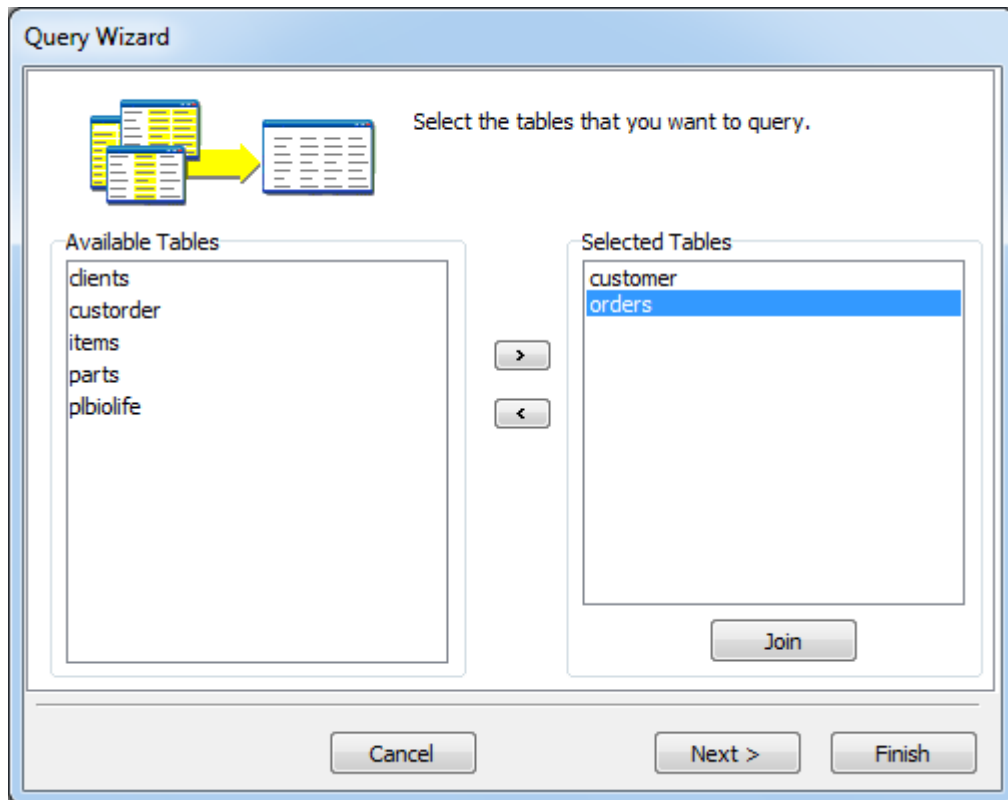 Query Wizard
Select the tables that you want to query.
Available Tables
clients
custorder
items
parts
plbiolife
>
<
Selected Tables
customer
orders
Join
Cancel
Next >
Finish